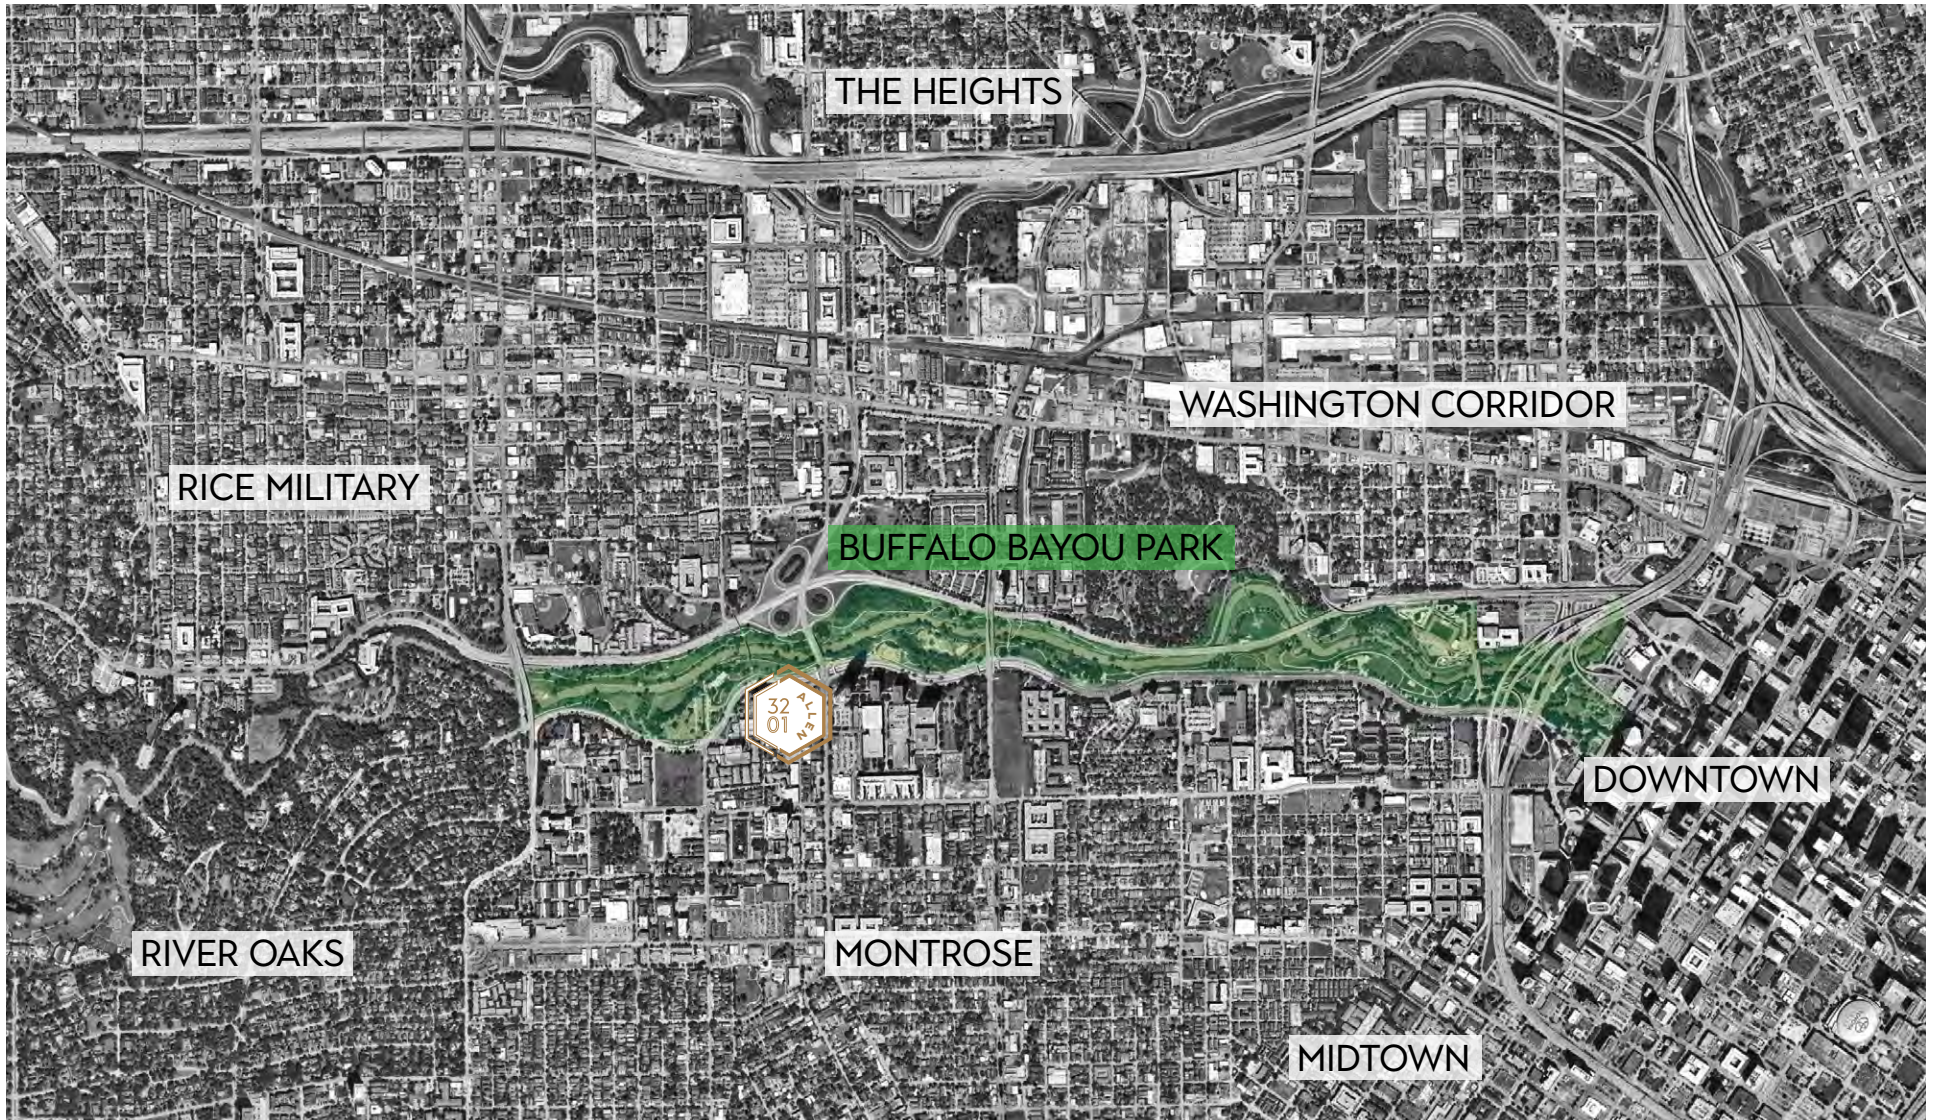 THE HEIGHTS
WASHINGTON CORRIDOR
RICE MILITARY
BUFFALO BAYOU PARK
32
01
ALLEN
DOWNTOWN
RIVER OAKS
MONTROSE
MIDTOWN